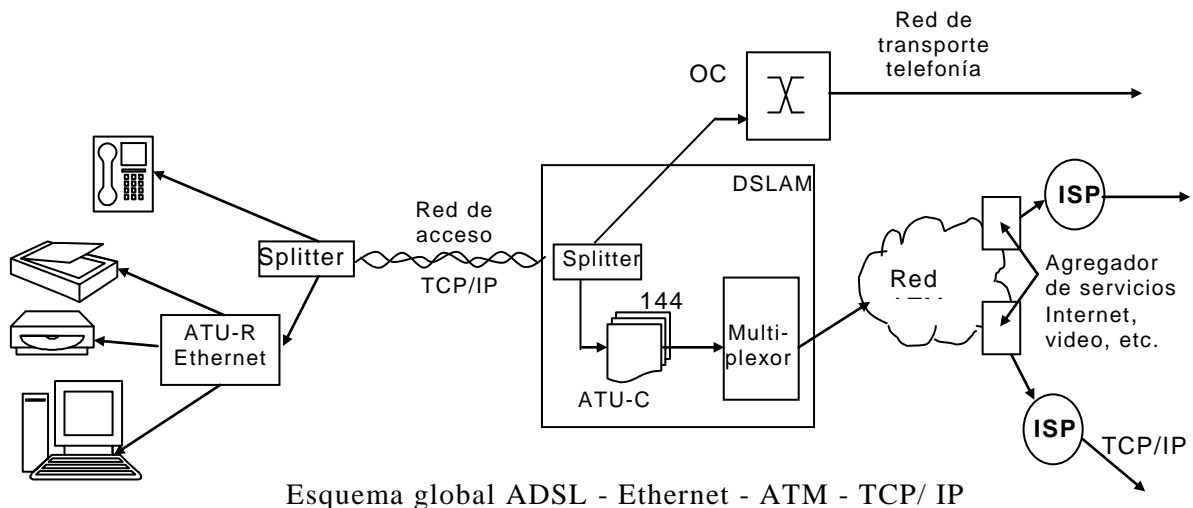 Red de
transporte
telefonía
OC
DSLAM
ISP
Red de
acceso
TCP/IP
Splitter
Splitter
144
Multi-
plexor
ATU-C
Red
Agregador
de servicios
Internet,
video, etc.
ATU-R
Ethernet
ISP
TCP/IP
Esquema global ADSL - Ethernet - ATM - TCP/ IP